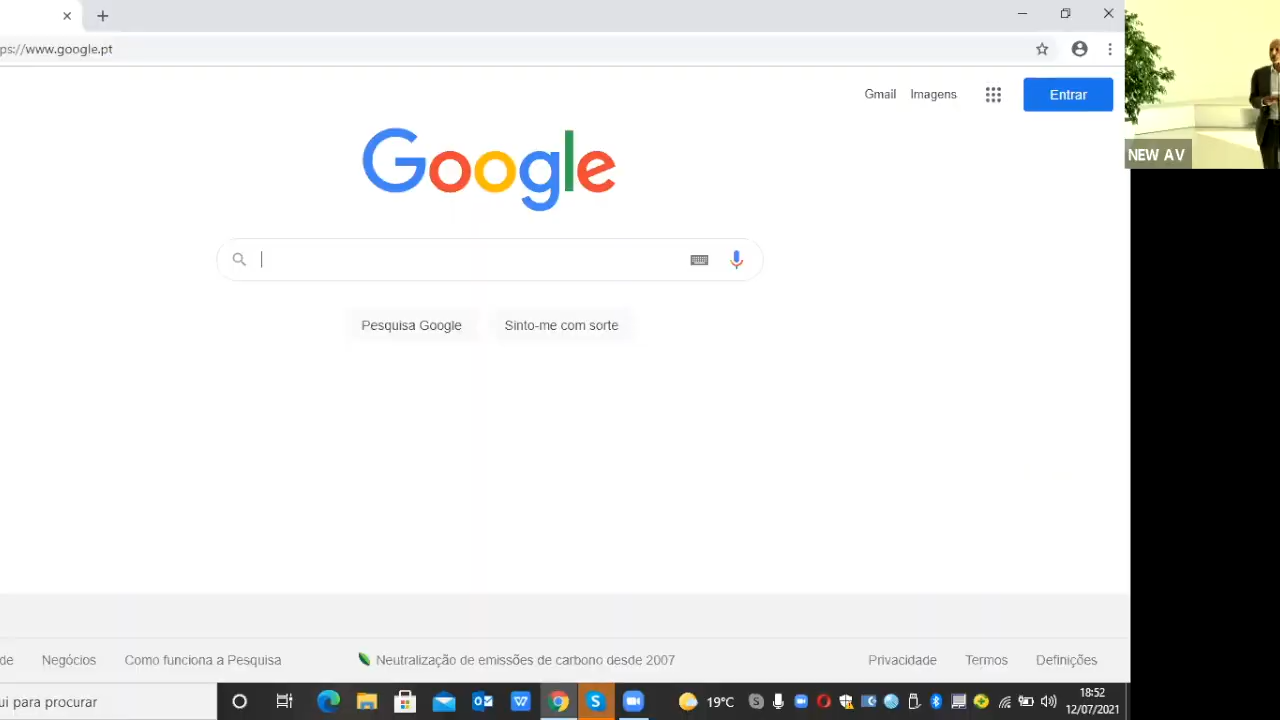 ps://www.google.pt
Gmail Imagens Entrar
Google
NEW AV
Pesquisa Google Sinto-me com sorte
de Negócios Como funciona a Pesquisa Neutralização de emissões de carbono desde 2007 Privacidade Termos Definições
ui para procurar
19°C
18:52
12/07/2021